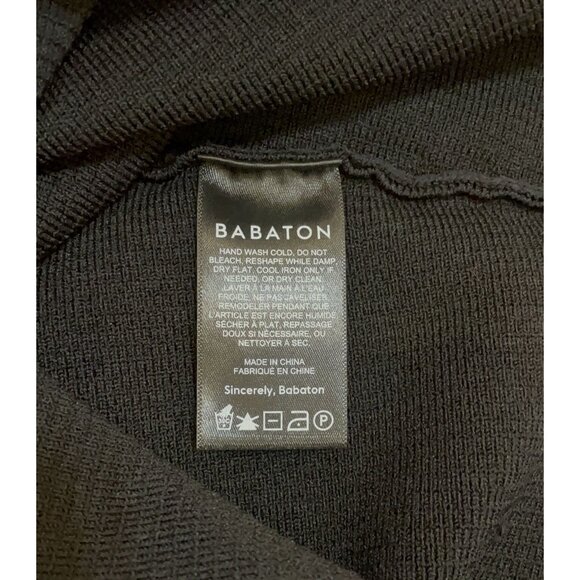 BABATON
HAND WASH COLD, DO NOT
BLEACH, RESHAPE WHILE DAMP,
DRY FLAT, COOL IRON ONLY IF
NEEDED, OR DRY CLEAN.
LAVER À LA MAIN À L'EAU
FROIDE, NE PAS JAVELISER,
REMODELER PENDANT QUE
L'ARTICLE EST ENCORE HUMIDE
SÉCHER À PLAT, REPASSAGE
DOUX SI NÉCESSAIRE, OU
NETTOYER À SEC.
MADE IN CHINA
FABRIQUÉ EN CHINE
Sincerely, Babaton
P